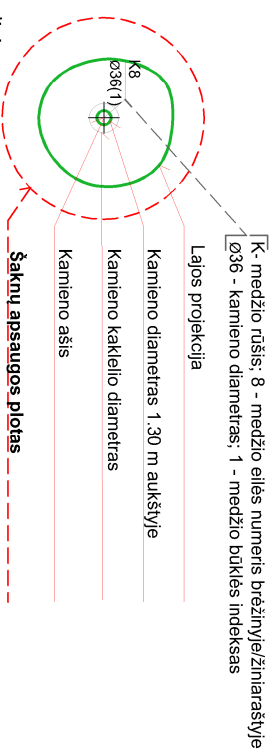 K- medžio rūšis; 8 - medžio eilės numeris brėžinyje/žiniaraštyje
Ø36 - kamieno diametras; 1 - medžio būklės indeksas
K8
Ø36(1)
Lajos projekcija
Kamieno diametras 1.30 m aukštyje
Kamieno kaklelio diametras
Kamieno ašis
Šaknų apsaugos plotas